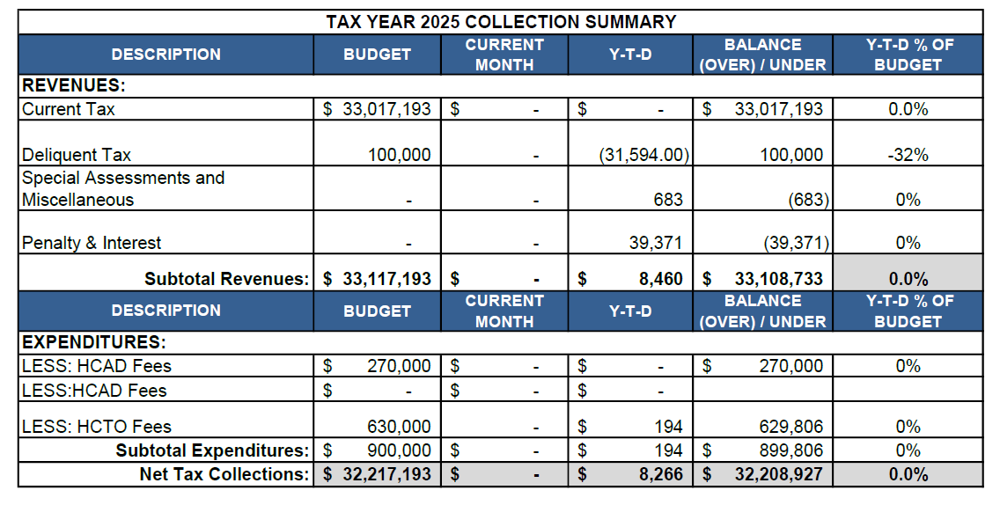 TAX YEAR 2025 COLLECTION SUMMARY
DESCRIPTION BUDGET CURRENT MONTH Y-T-D BALANCE (OVER) / UNDER Y-T-D % OF BUDGET
REVENUES:
Current Tax $ 33,017,193 $ - $ - $ 33,017,193 0.0%
Deliquent Tax 100,000 - (31,594.00) 100,000 -32%
Special Assessments and
Miscellaneous - - 683 (683) 0%
Penalty & Interest - - 39,371 (39,371) 0%
Subtotal Revenues: $ 33,117,193 $ - $ 8,460 $ 33,108,733 0.0%
DESCRIPTION BUDGET CURRENT MONTH Y-T-D BALANCE (OVER) / UNDER Y-T-D % OF BUDGET
EXPENDITURES:
LESS: HCAD Fees $ 270,000 $ - $ - $ 270,000 0%
LESS:HCAD Fees $ - $ - $ -
LESS: HCTO Fees 630,000 - $ 194 629,806 0%
Subtotal Expenditures: $ 900,000 $ - $ 194 $ 899,806 0%
Net Tax Collections: $ 32,217,193 $ - $ 8,266 $ 32,208,927 0.0%